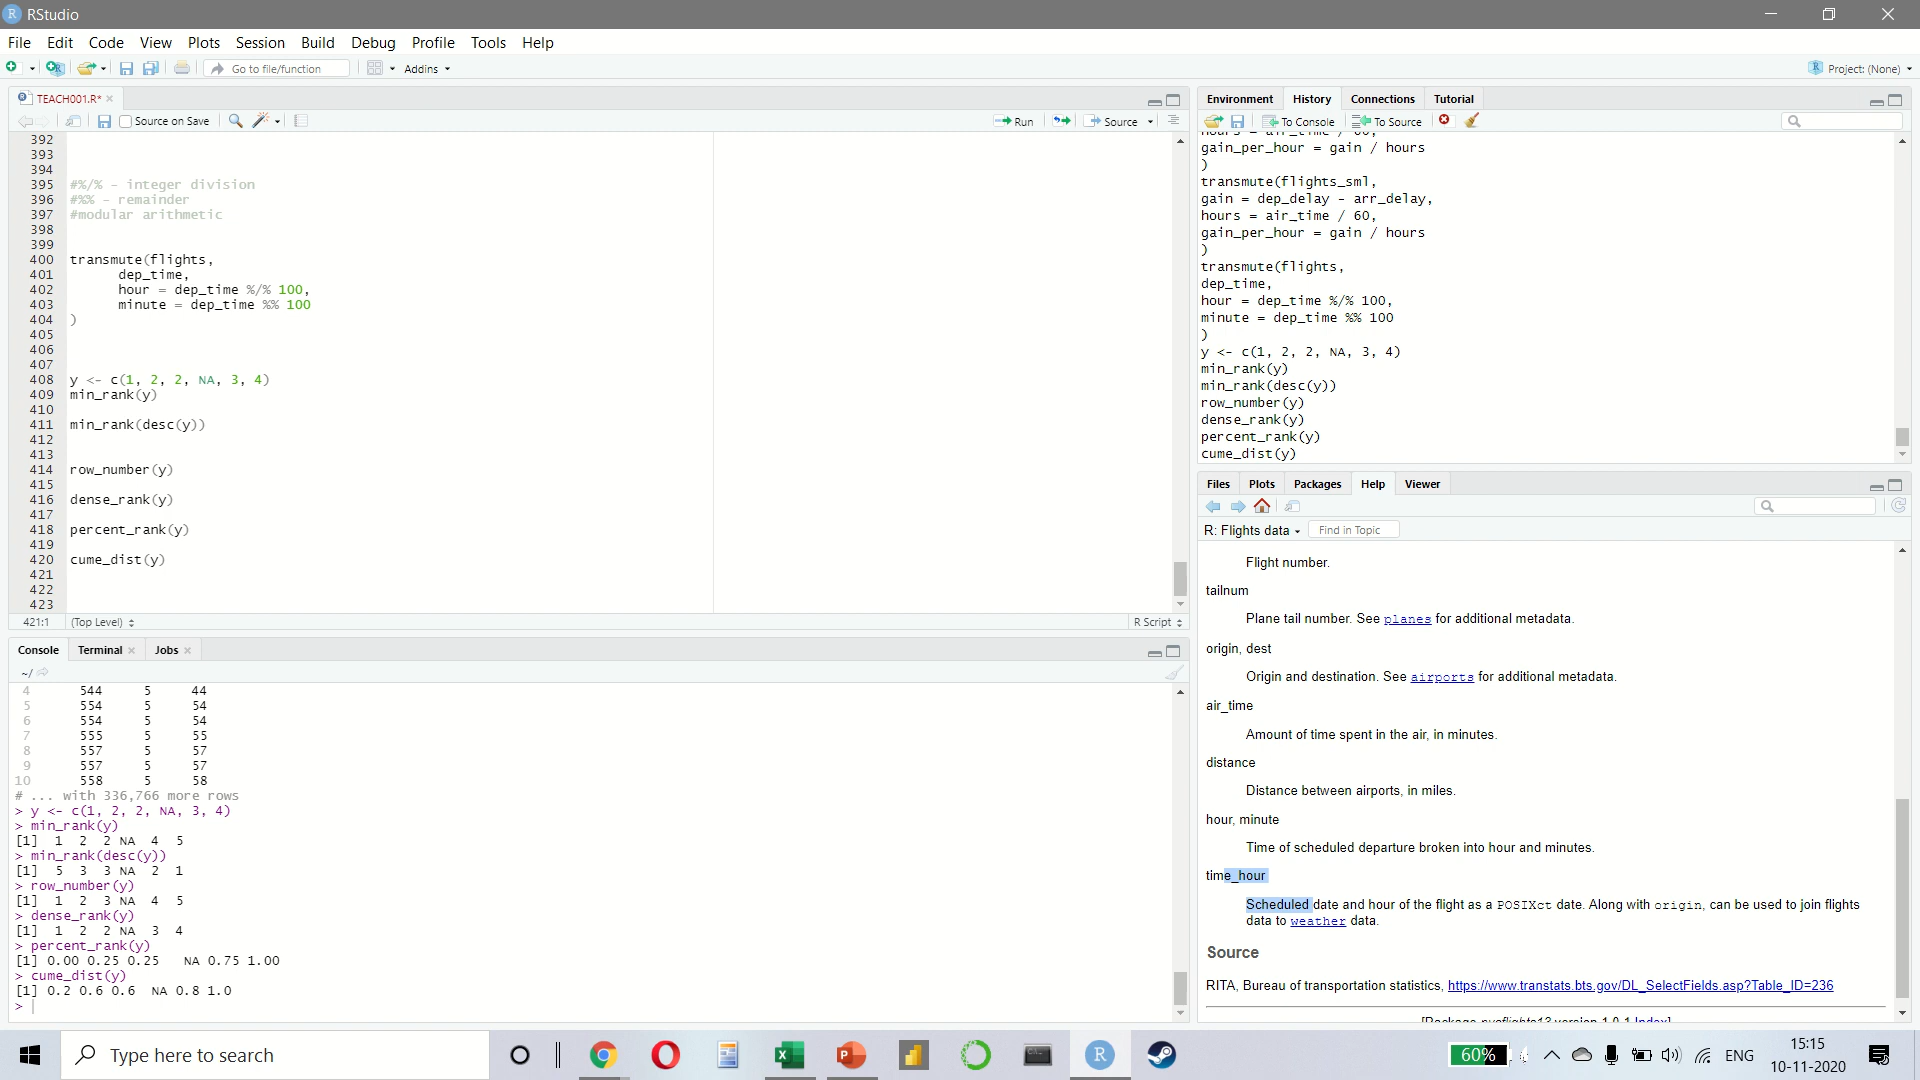 RStudio
File Edit Code View Plots Session Build Debug Profile Tools Help
Go to file/function Addins Project: (None)
TEACH001.R*
Source on Save Run Source
392
393
394
395 #%/% - integer division
396 #%% - remainder
397 #modular arithmetic
398
399
400 transmute(flights,
401 dep_time,
402 hour = dep_time %/% 100,
403 minute = dep_time %% 100
404 )
405
406
407
408 y <- c(1, 2, 2, NA, 3, 4)
409 min_rank(y)
410
411 min_rank(desc(y))
412
413
414 row_number(y)
415
416 dense_rank(y)
417
418 percent_rank(y)
419
420 cume_dist(y)
421
422
423
421:1 (Top Level) R Script
Console Terminal Jobs
~/
4 544 5 44
5 554 5 54
6 554 5 54
7 555 5 55
8 557 5 57
9 557 5 57
10 558 5 58
# ... with 336,766 more rows
> y <- c(1, 2, 2, NA, 3, 4)
> min_rank(y)
[1] 1 2 2 NA 4 5
> min_rank(desc(y))
[1] 5 3 3 NA 2 1
> row_number(y)
[1] 1 2 3 NA 4 5
> dense_rank(y)
[1] 1 2 2 NA 3 4
> percent_rank(y)
[1] 0.00 0.25 0.25 NA 0.75 1.00
> cume_dist(y)
[1] 0.2 0.6 0.6 NA 0.8 1.0
>
Environment History Connections Tutorial
To Console To Source
hours = air_time / 60,
gain_per_hour = gain / hours
)
transmute(flights_sml,
gain = dep_delay - arr_delay,
hours = air_time / 60,
gain_per_hour = gain / hours
)
transmute(flights,
dep_time,
hour = dep_time %/% 100,
minute = dep_time %% 100
)
y <- c(1, 2, 2, NA, 3, 4)
min_rank(y)
min_rank(desc(y))
row_number(y)
dense_rank(y)
percent_rank(y)
cume_dist(y)
Files Plots Packages Help Viewer
R: Flights data Find in Topic
Flight number.
tailnum
Plane tail number. See planes for additional metadata.
origin, dest
Origin and destination. See airports for additional metadata.
air_time
Amount of time spent in the air, in minutes.
distance
Distance between airports, in miles.
hour, minute
Time of scheduled departure broken into hour and minutes.
time_hour
Scheduled date and hour of the flight as a POSIXct date. Along with origin, can be used to join flights
data to weather data.
Source
RITA, Bureau of transportation statistics, https://www.transtats.bts.gov/DL_SelectFields.asp?Table_ID=236
[Package nycflights13 version 1.0.1 Index]
Type here to search
60% ENG 15:15
10-11-2020